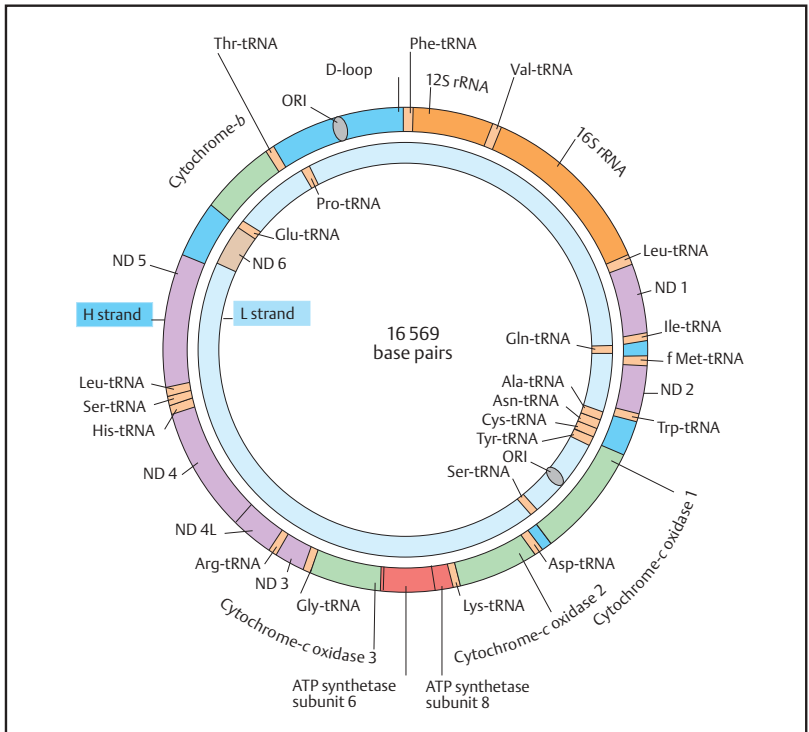 Thr-tRNA
Phe-tRNA
D-loop
12S rRNA
Val-tRNA
ORI
16S rRNA
Cytochrome-b
Pro-tRNA
Glu-tRNA
ND 6
Leu-tRNA
ND 5
ND 1
H strand
L strand
16 569
base pairs
Ile-tRNA
Gln-tRNA
f Met-tRNA
Leu-tRNA
Ser-tRNA
His-tRNA
Ala-tRNA
Asn-tRNA
Cys-tRNA
Tyr-tRNA
ND 2
Trp-tRNA
ORI
Ser-tRNA
ND 4
Cytochrome-c oxidase 1
ND 4L
Arg-tRNA
ND 3
Asp-tRNA
Gly-tRNA
Lys-tRNA
Cytochrome-c oxidase 2
Cytochrome-c oxidase 3
ATP synthetase
subunit 6
ATP synthetase
subunit 8